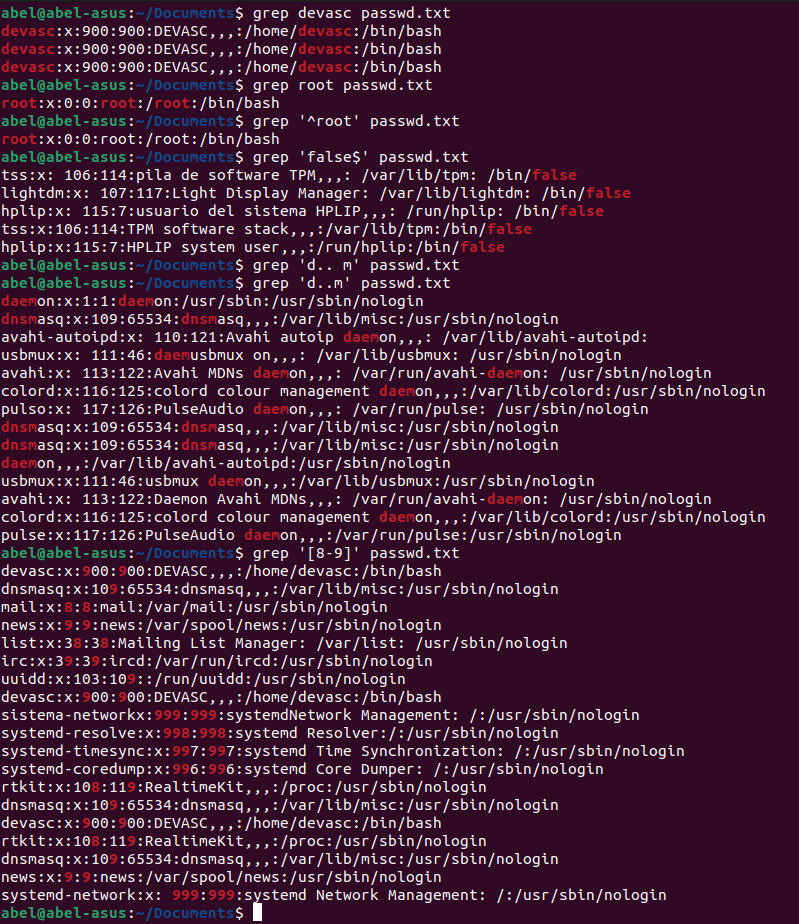 abel@abel-asus:~/Documents$ grep devasc passwd.txt
devasc:x:900:900:DEVASC,,,:/home/devasc:/bin/bash
devasc:x:900:900:DEVASC,,,:/home/devasc:/bin/bash
devasc:x:900:900:DEVASC,,,:/home/devasc:/bin/bash
abel@abel-asus:~/Documents$ grep root passwd.txt
root:x:0:0:root:/root:/bin/bash
abel@abel-asus:~/Documents$ grep '^root' passwd.txt
root:x:0:0:root:/root:/bin/bash
abel@abel-asus:~/Documents$ grep 'false$' passwd.txt
tss:x: 106:114:pila de software TPM,,,: /var/lib/tpm: /bin/false
lightdm:x: 107:117:Light Display Manager: /var/lib/lightdm: /bin/false
hplip:x: 115:7:usuario del sistema HPLIP,,,: /run/hplip: /bin/false
tss:x:106:114:TPM software stack,,,:/var/lib/tpm:/bin/false
hplip:x:115:7:HPLIP system user,,,:/run/hplip:/bin/false
abel@abel-asus:~/Documents$ grep 'd.. m' passwd.txt
abel@abel-asus:~/Documents$ grep 'd..m' passwd.txt
daemon:x:1:1:daemon:/usr/sbin:/usr/sbin/nologin
dnsmasq:x:109:65534:dnsmasq,,,:/var/lib/misc:/usr/sbin/nologin
avahi-autoipd:x: 110:121:Avahi autoip daemon,,,: /var/lib/avahi-autoipd:
usbmux:x: 111:46:daemusbmux on,,,: /var/lib/usbmux: /usr/sbin/nologin
avahi:x: 113:122:Avahi MDNs daemon,,,: /var/run/avahi-daemon: /usr/sbin/nologin
colord:x:116:125:colord colour management daemon,,,:/var/lib/colord:/usr/sbin/nologin
pulso:x: 117:126:PulseAudio daemon,,,: /var/run/pulse: /usr/sbin/nologin
dnsmasq:x:109:65534:dnsmasq,,,:/var/lib/misc:/usr/sbin/nologin
dnsmasq:x:109:65534:dnsmasq,,,:/var/lib/misc:/usr/sbin/nologin
daemon,,,:/var/lib/avahi-autoipd:/usr/sbin/nologin
usbmux:x:111:46:usbmux daemon,,,:/var/lib/usbmux:/usr/sbin/nologin
avahi:x: 113:122:Daemon Avahi MDNs,,,: /var/run/avahi-daemon: /usr/sbin/nologin
colord:x:116:125:colord colour management daemon,,,:/var/lib/colord:/usr/sbin/nologin
pulse:x:117:126:PulseAudio daemon,,,:/var/run/pulse:/usr/sbin/nologin
abel@abel-asus:~/Documents$ grep '[8-9]' passwd.txt
devasc:x:900:900:DEVASC,,,:/home/devasc:/bin/bash
dnsmasq:x:109:65534:dnsmasq,,,:/var/lib/misc:/usr/sbin/nologin
mail:x:8:8:mail:/var/mail:/usr/sbin/nologin
news:x:9:9:news:/var/spool/news:/usr/sbin/nologin
list:x:38:38:Mailing List Manager: /var/list: /usr/sbin/nologin
irc:x:39:39:ircd:/var/run/ircd:/usr/sbin/nologin
uuidd:x:103:109::/run/uuidd:/usr/sbin/nologin
devasc:x:900:900:DEVASC,,,:/home/devasc:/bin/bash
sistema-networkx:999:999:systemdNetwork Management: /:/usr/sbin/nologin
systemd-resolve:x:998:998:systemd Resolver:/:/usr/sbin/nologin
systemd-timesync:x:997:997:systemd Time Synchronization: /:/usr/sbin/nologin
systemd-coredump:x:996:996:systemd Core Dumper: /:/usr/sbin/nologin
rtkit:x:108:119:RealtimeKit,,,:/proc:/usr/sbin/nologin
dnsmasq:x:109:65534:dnsmasq,,,:/var/lib/misc:/usr/sbin/nologin
devasc:x:900:900:DEVASC,,,:/home/devasc:/bin/bash
rtkit:x:108:119:RealtimeKit,,,:/proc:/usr/sbin/nologin
dnsmasq:x:109:65534:dnsmasq,,,:/var/lib/misc:/usr/sbin/nologin
news:x:9:9:news:/var/spool/news:/usr/sbin/nologin
systemd-network:x: 999:999:systemd Network Management: /:/usr/sbin/nologin
abel@abel-asus:~/Documents$